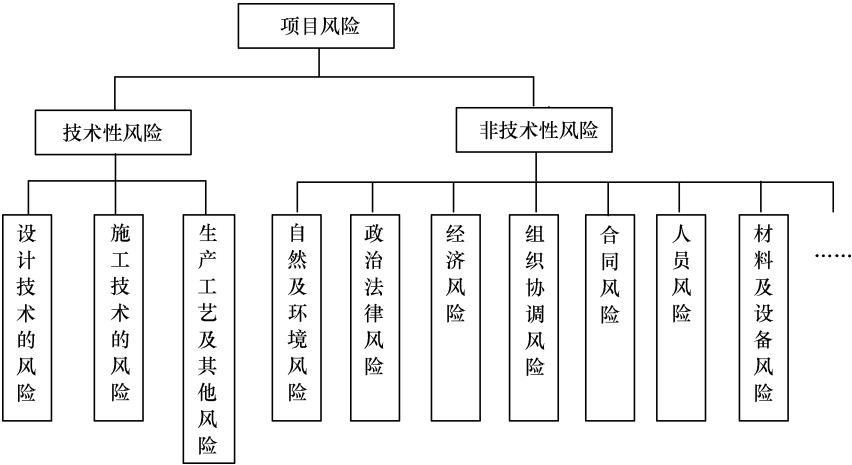 项目风险
技术性风险
非技术性风险
设计技术的风险
施工技术的风险
生产工艺及其他风险
自然及环境风险
政治法律风险
经济风险
组织协调风险
合同风险
人员风险
材料及设备风险
……